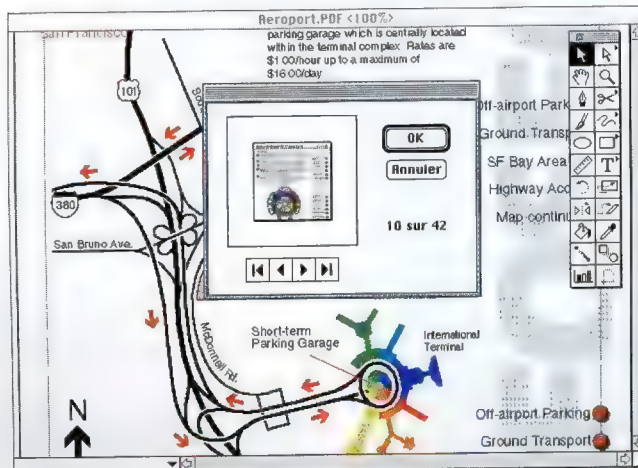 Aeroport.PDF <100%>
San Francisco
parking garage which is centrally located
within the terminal complex. Rates are
$1.00/hour up to a maximum of
$16.00/day
101
Off-airport Park
Ground Transp
SF Bay Area
Highway Acc
Map continu
OK
Annuler
10 sur 42
380
San Bruno Ave.
McDonnell Rd.
Short-term
Parking Garage
International
Terminal
N
Off-airport Parking
Ground Transport